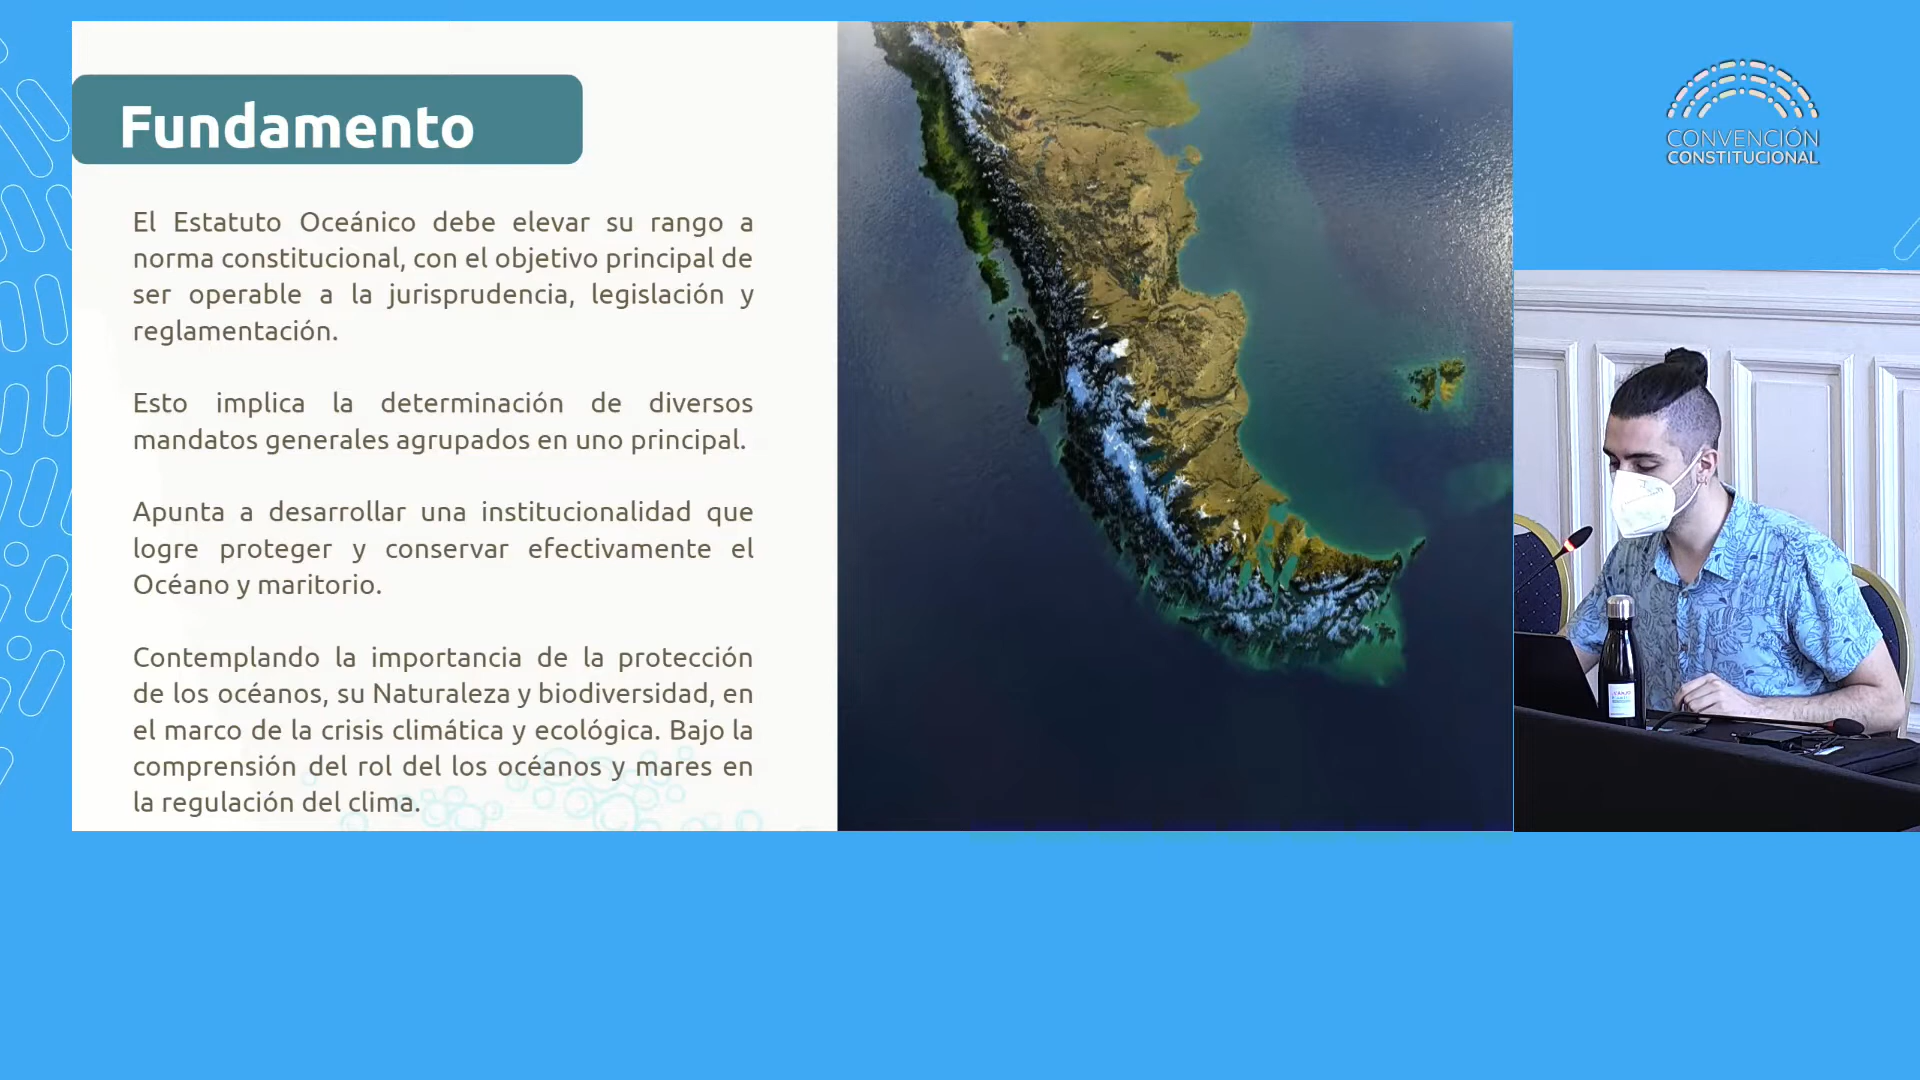 Fundamento
El Estatuto Oceánico debe elevar su rango a
norma constitucional, con el objetivo principal de
ser operable a la jurisprudencia, legislación y
reglamentación.
Esto implica la determinación de diversos
mandatos generales agrupados en uno principal.
Apunta a desarrollar una institucionalidad que
logre proteger y conservar efectivamente el
Océano y maritorio.
Contemplando la importancia de la protección
de los océanos, su Naturaleza y biodiversidad, en
el marco de la crisis climática y ecológica. Bajo la
comprensión del rol del los océanos y mares en
la regulación del clima.
CONVENCIÓN
CONSTITUCIONAL